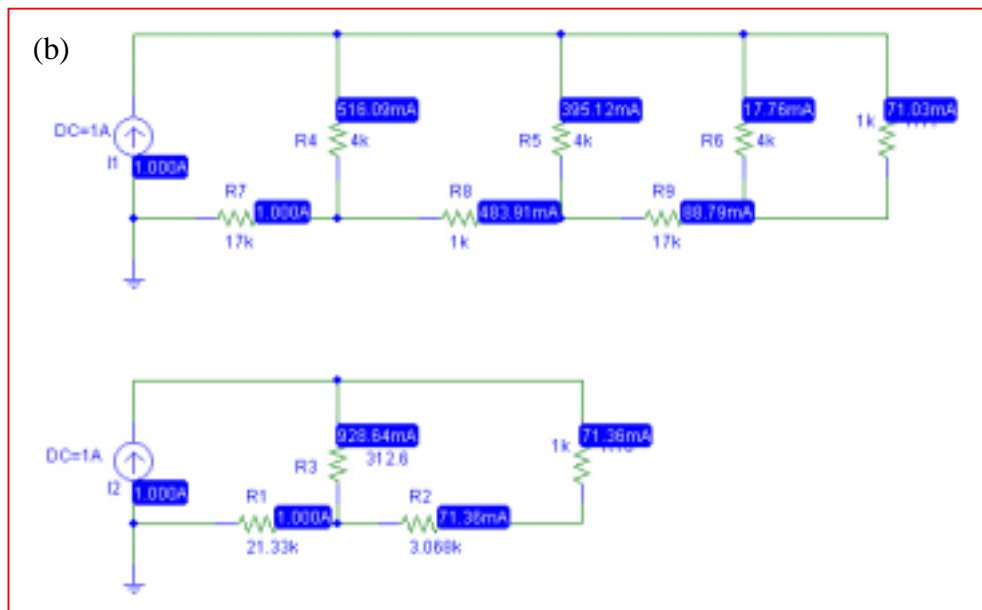 (b)
516.09mA 395.12mA 17.76mA 71.03mA
DC=1A R4 4k R5 4k R6 4k 1k
I1 1.000A
R7 R8 R9
1.000A 483.91mA 88.79mA
17k 1k 17k
928.64mA 71.36mA
DC=1A R3 312.6 1k
I2 1.000A
R1 R2
1.000A 71.36mA
21.33k 3.068k